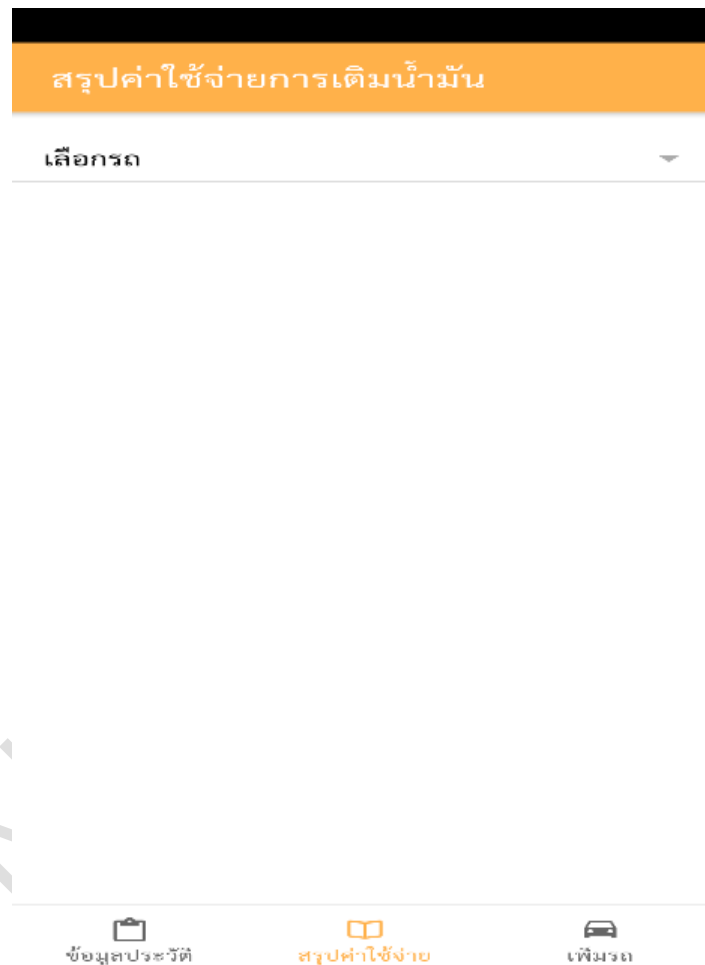 สรุปค่าใช้จ่ายการเติมน้ำมัน
เลือกรถ
ข้อมูลประวัติ
สรุปค่าใช้จ่าย
เพิ่มรถ